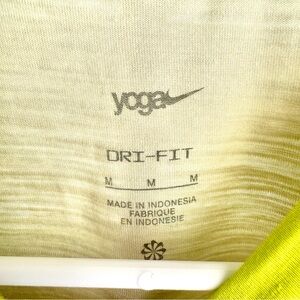 yoga
DRI-FIT
M M M
MADE IN INDONESIA
FABRIQUE
EN INDONESIE